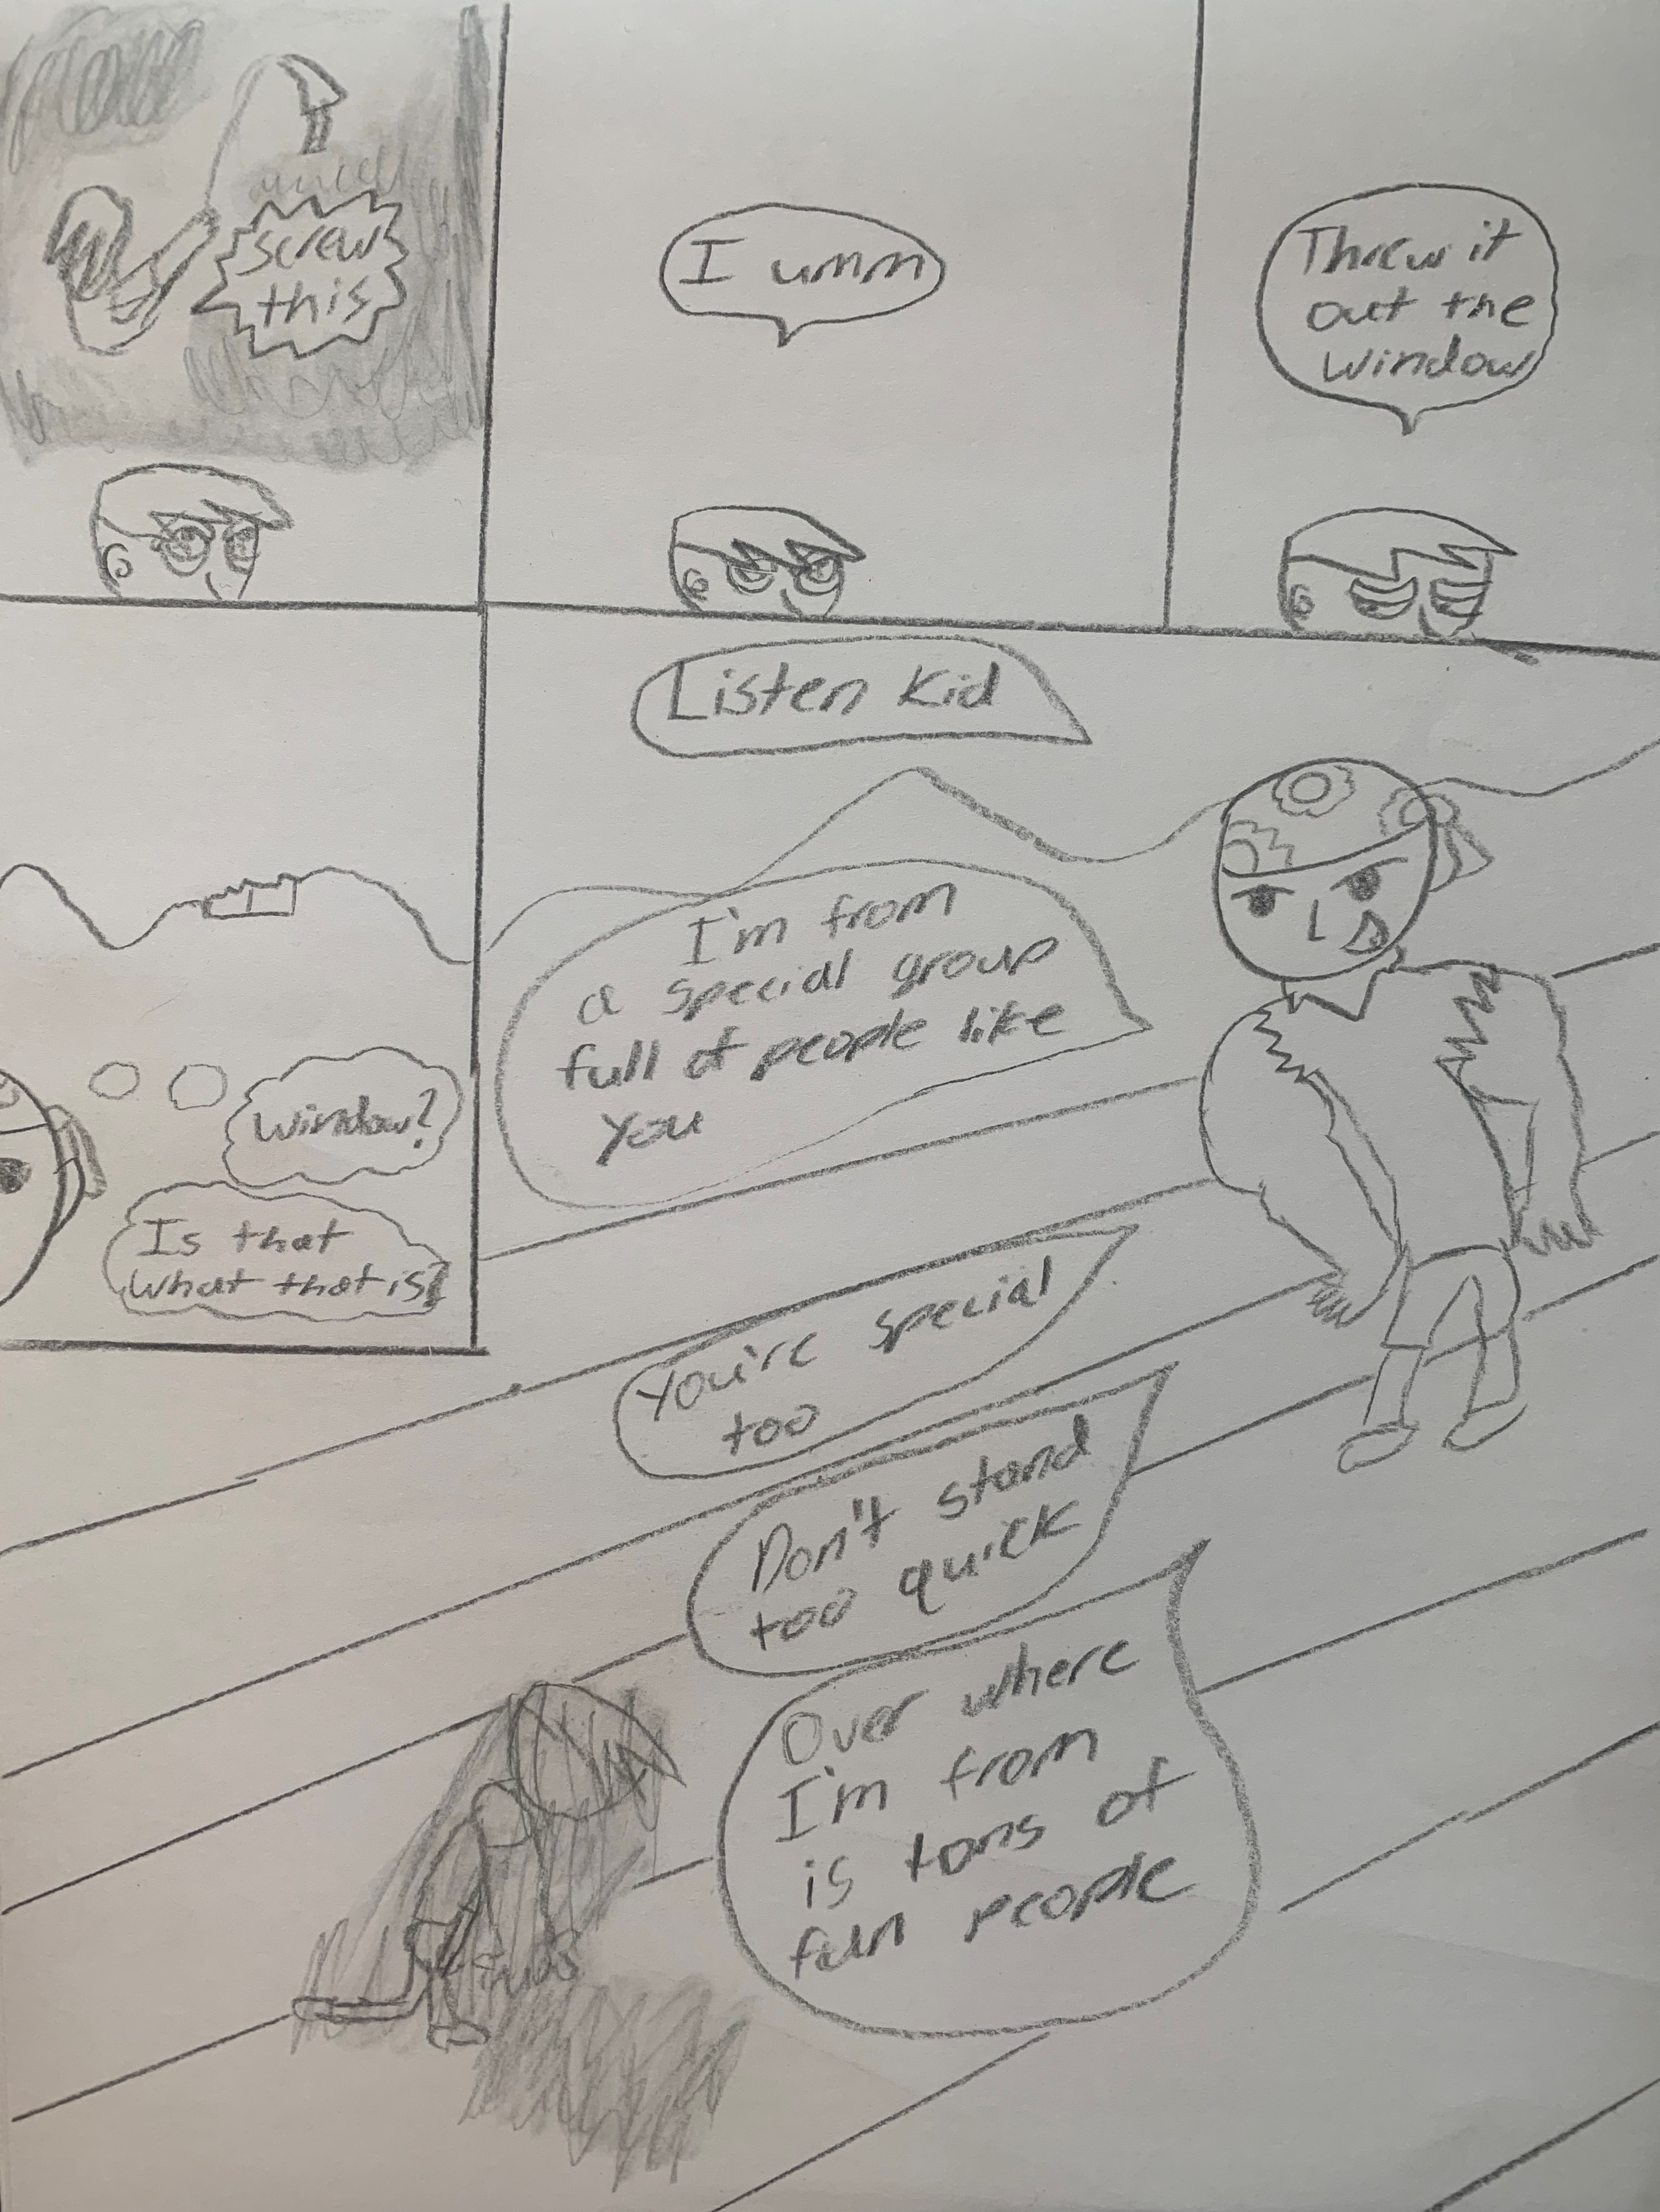 Screw
this
I umm
Threw it
out the
window
Window?
Is that
what that is?
Listen Kid
I'm from
a special group
full of people like
you
You're special
too
Don't stand
too quick
Over where
I'm from
is tons of
fun people